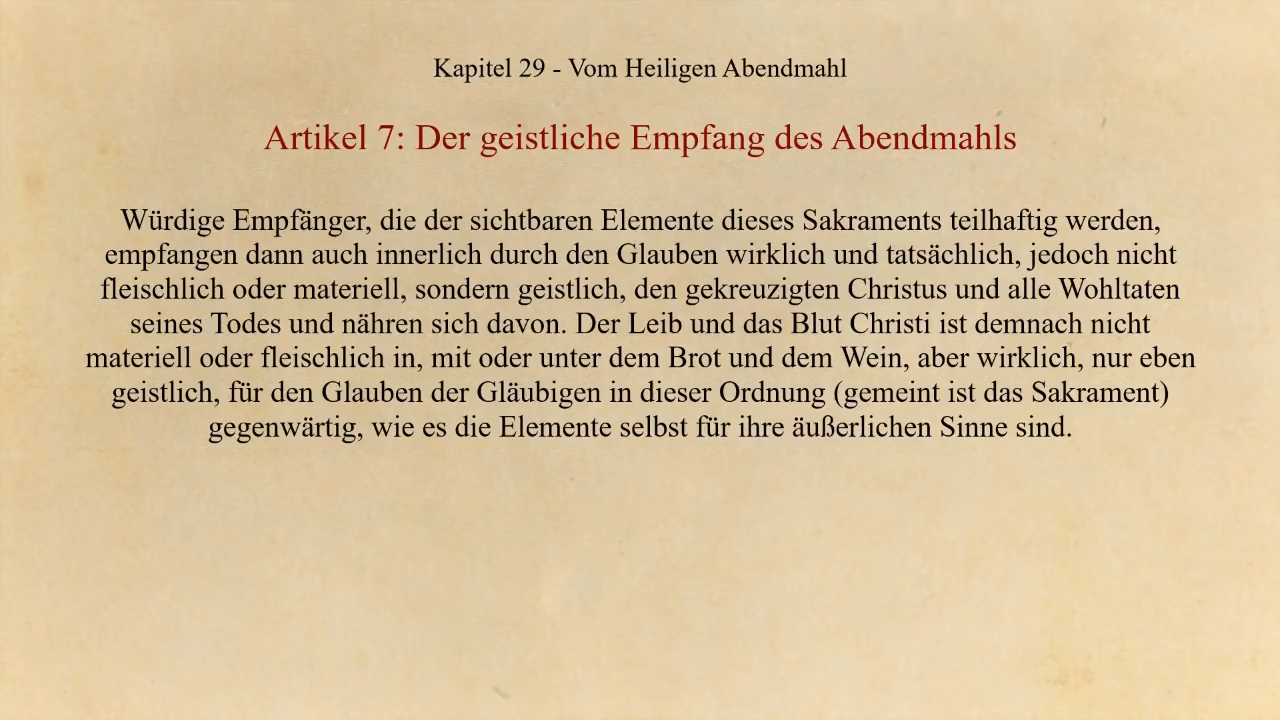 Kapitel 29 - Vom Heiligen Abendmahl
Artikel 7: Der geistliche Empfang des Abendmahls
Würdige Empfänger, die der sichtbaren Elemente dieses Sakraments teilhaftig werden,
empfangen dann auch innerlich durch den Glauben wirklich und tatsächlich, jedoch nicht
fleischlich oder materiell, sondern geistlich, den gekreuzigten Christus und alle Wohltaten
seines Todes und nähren sich davon. Der Leib und das Blut Christi ist demnach nicht
materiell oder fleischlich in, mit oder unter dem Brot und dem Wein, aber wirklich, nur eben
geistlich, für den Glauben der Gläubigen in dieser Ordnung (gemeint ist das Sakrament)
gegenwärtig, wie es die Elemente selbst für ihre äußerlichen Sinne sind.